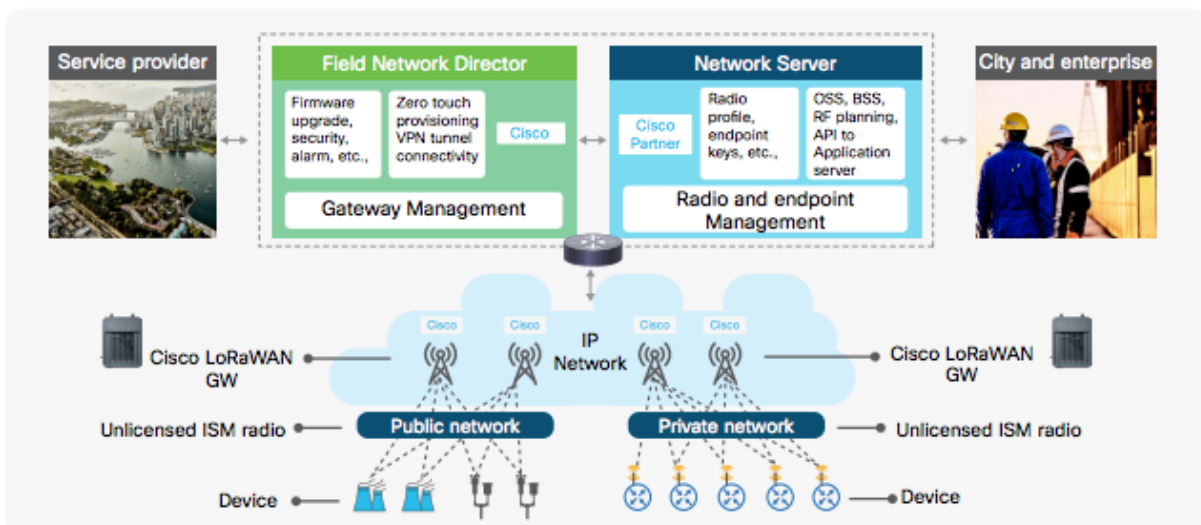 Service provider
Field Network Director
Network Server
City and enterprise
Firmware
upgrade,
security,
alarm, etc.,
Zero touch
provisioning
VPN tunnel
connectivity
Cisco
Cisco
Partner
Radio
profile,
endpoint
keys, etc.,
OSS, BSS,
RF planning,
API to
Application
server
Gateway Management
Radio and endpoint
Management
Cisco
Cisco
Cisco
Cisco
IP
Network
Cisco LoRaWAN
GW
Cisco LoRaWAN
GW
Unlicensed ISM radio
Public network
Private network
Unlicensed ISM radio
Device
Device